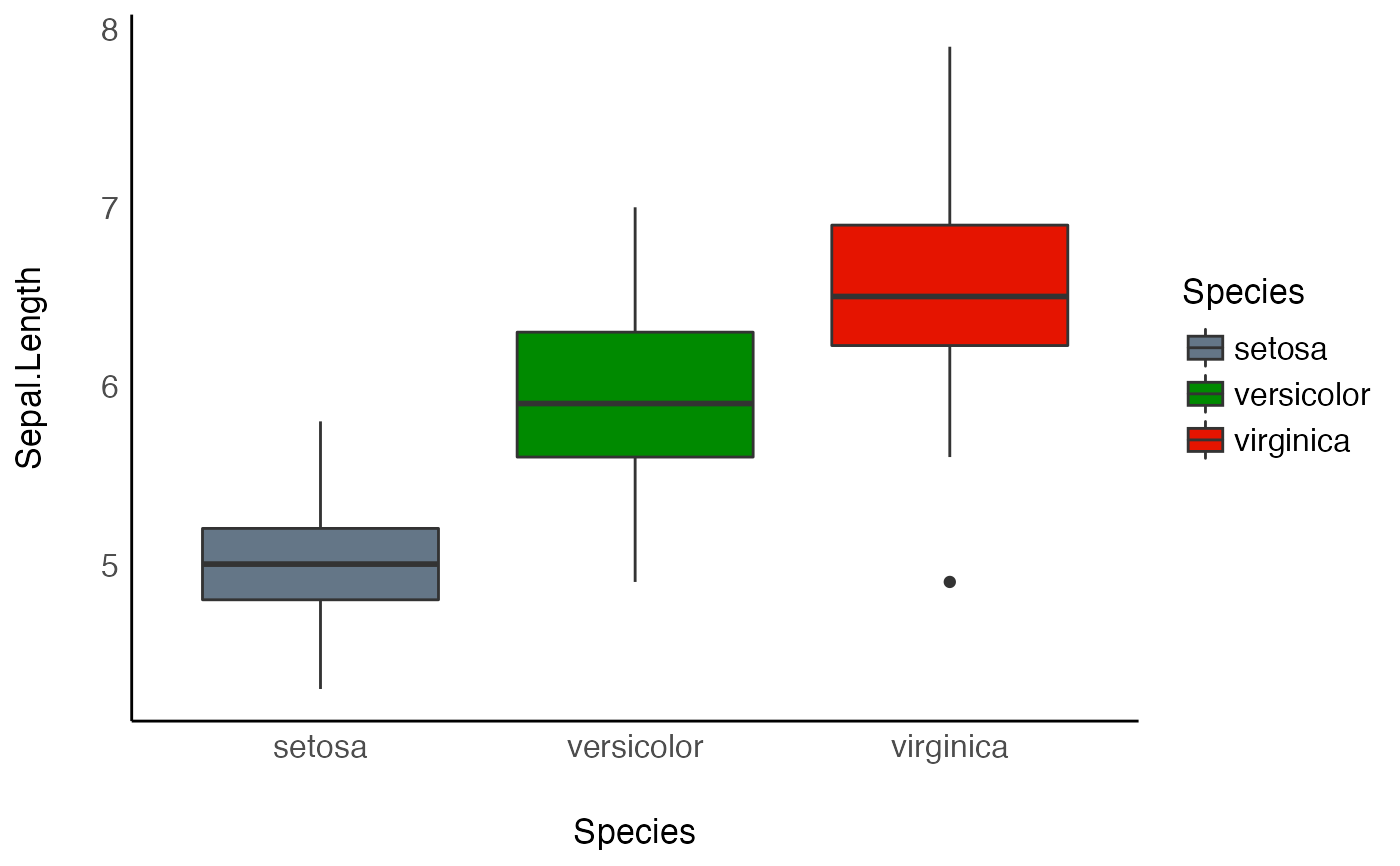 8
7
6
5
Sepal.Length
setosa
versicolor
virginica
Species
Species
setosa
versicolor
virginica